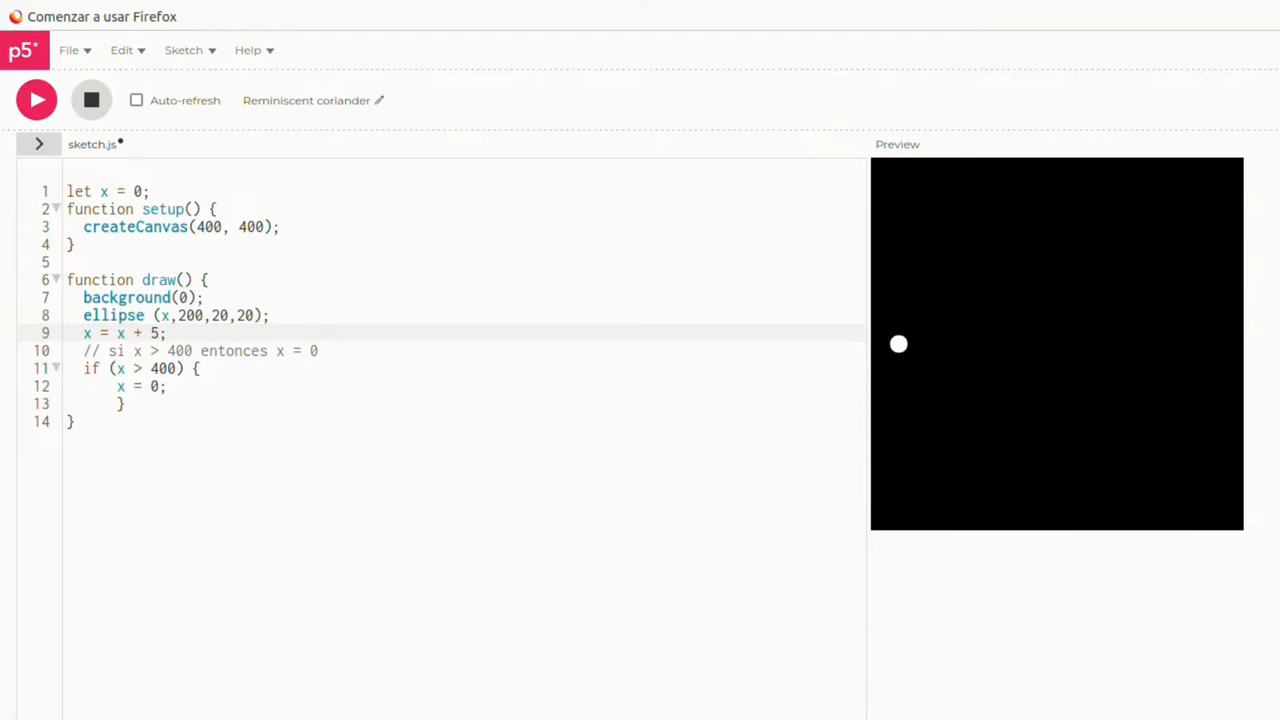 Comenzar a usar Firefox
p5* File Edit Sketch Help
Auto-refresh Reminiscent coriander
sketch.js Preview
1 let x = 0;
2 function setup() {
3 createCanvas(400, 400);
4 }
5
6 function draw() {
7 background(0);
8 ellipse (x,200,20,20);
9 x = x + 5;
10 // si x > 400 entonces x = 0
11 if (x > 400) {
12 x = 0;
13 }
14 }